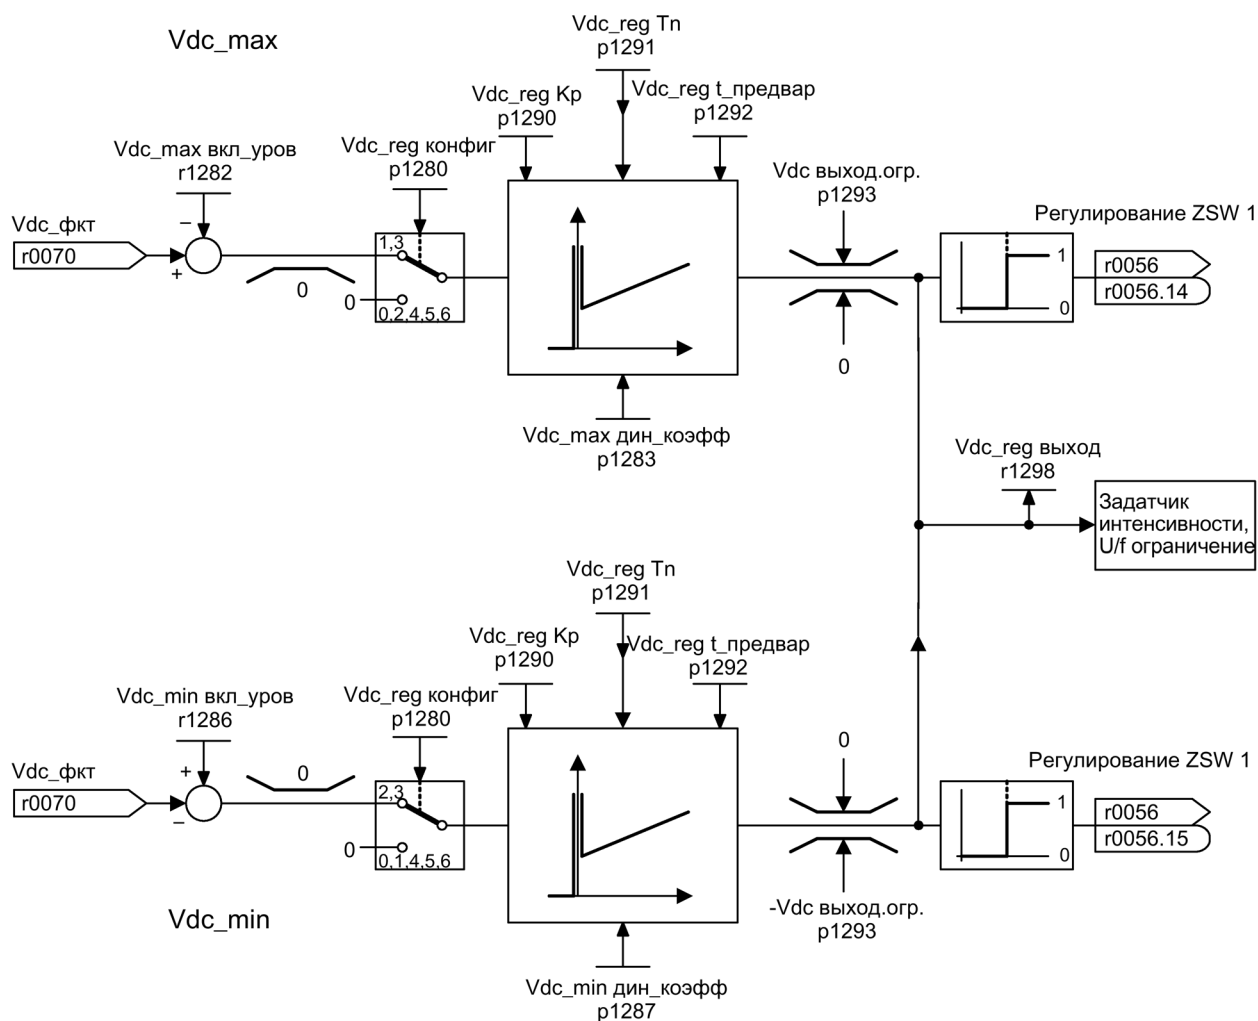 Vdc_max
Vdc_reg Tn
p1291
Vdc_reg Kp
p1290
Vdc_reg t_предвар
p1292
Vdc_max вкл_уров
r1282
Vdc_reg конфиг
p1280
Vdc выход.огр.
p1293
Vdc_фкт
r0070
–
+
0
1,3
0
0,2,4,5,6
0
Регулирование ZSW 1
1
0
r0056
r0056.14
Vdc_max дин_коэфф
p1283
Vdc_reg выход
r1298
Задатчик
интенсивности,
U/f ограничение
Vdc_reg Tn
p1291
Vdc_reg Kp
p1290
Vdc_reg t_предвар
p1292
Vdc_min вкл_уров
r1286
Vdc_reg конфиг
p1280
0
Vdc_фкт
r0070
+
–
0
2,3
0
0,1,4,5,6
Регулирование ZSW 1
1
0
r0056
r0056.15
-Vdc выход.огр.
p1293
Vdc_min
Vdc_min дин_коэфф
p1287